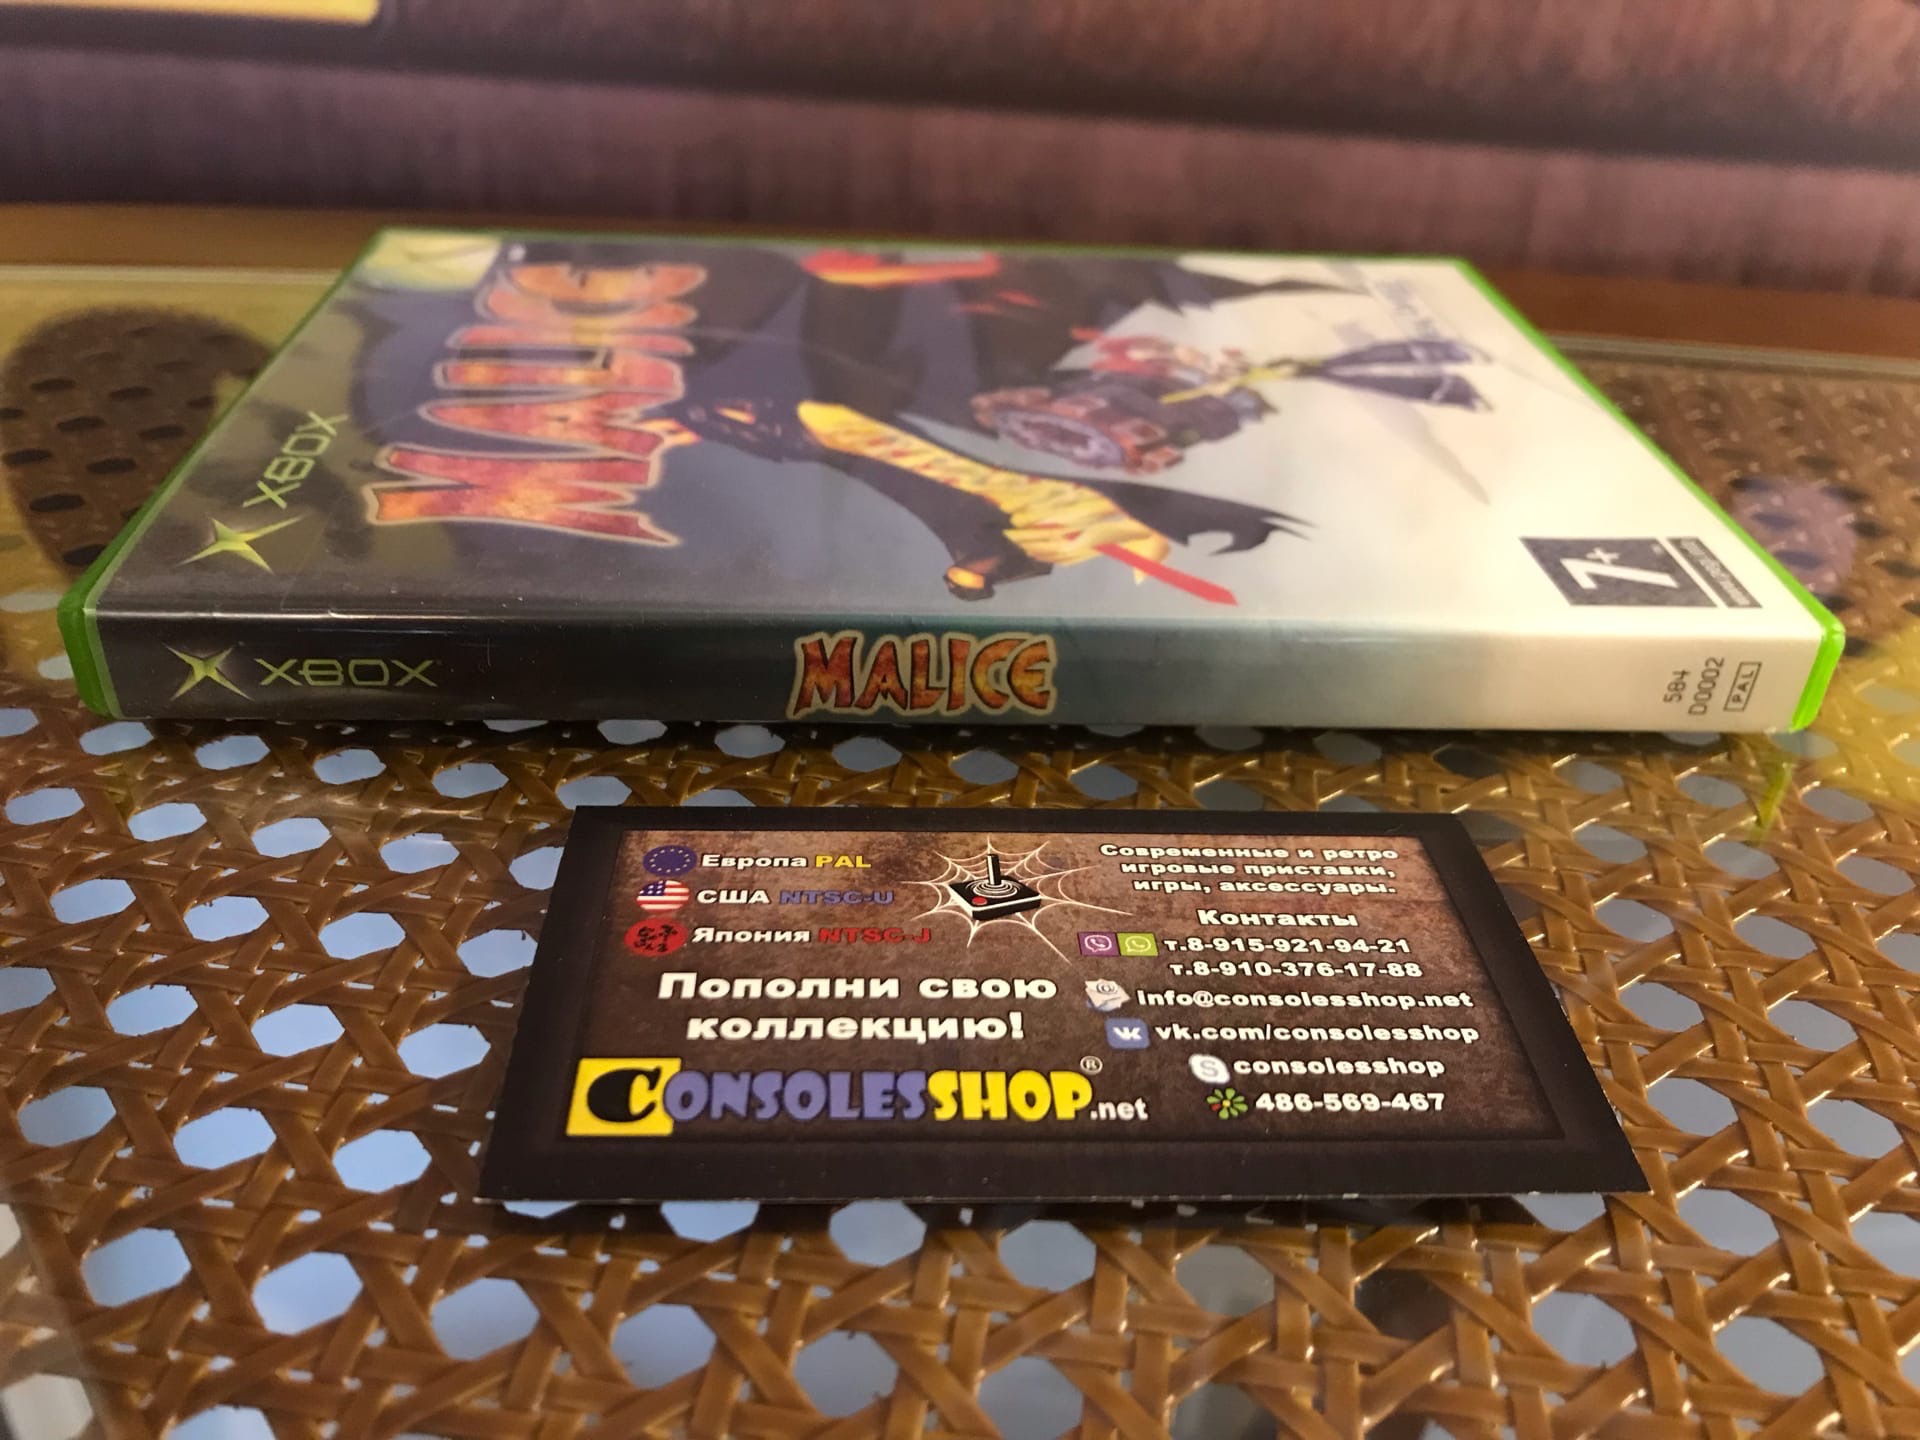 MALICE
XBOX
7+
XBOX
MALICE
584
D0002
PAL
Европа PAL
США NTSC-U
Япония NTSC-J
Пополни свою
коллекцию!
CONSOLESSHOP®.net
Современные и ретро
игровые приставки,
игры, аксессуары.
Контакты
т.8-915-921-94-21
т.8-910-376-17-88
info@consolesshop.net
vk.com/consolesshop
consolesshop
486-569-467